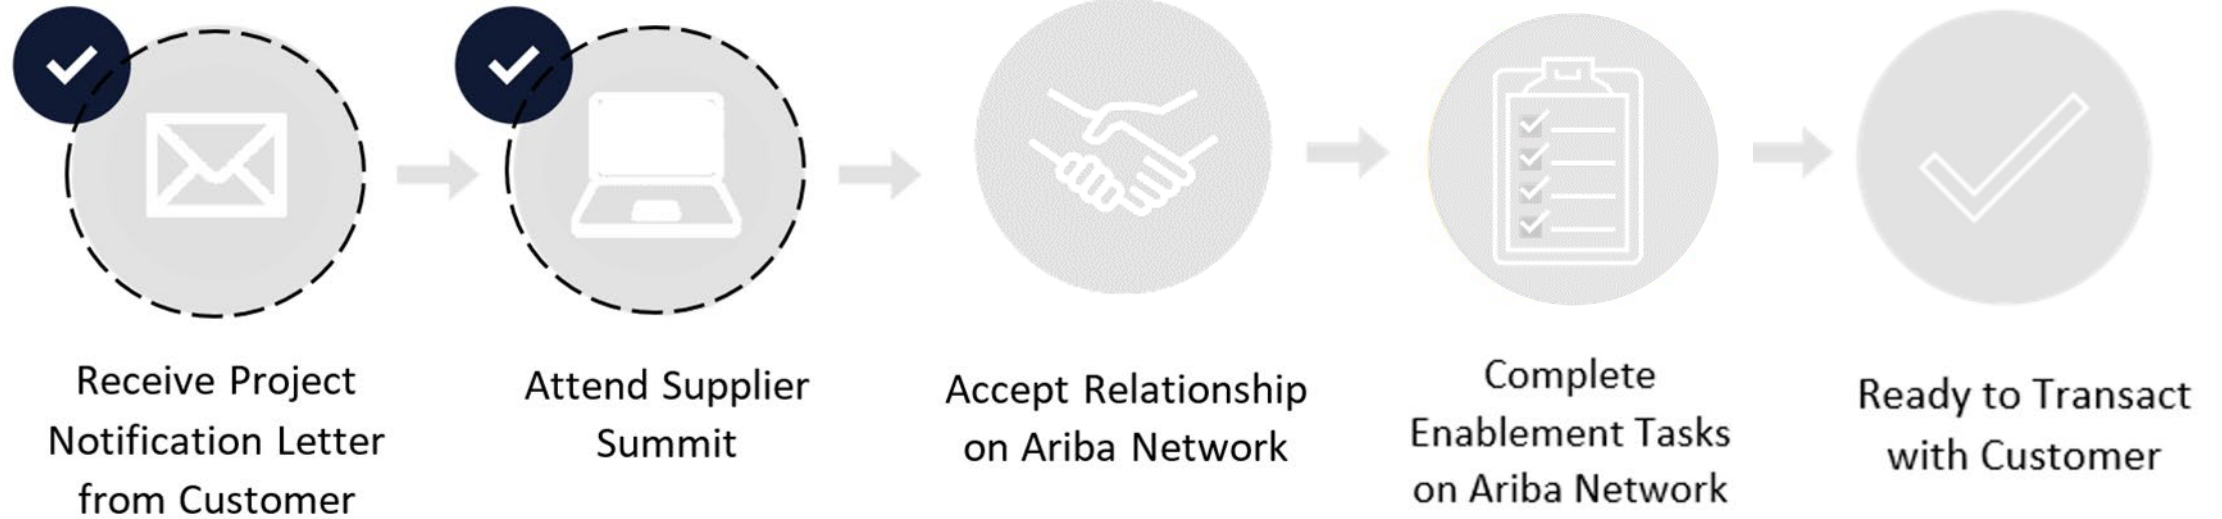 Receive Project
Notification Letter
from Customer
Attend Supplier
Summit
Accept Relationship
on Ariba Network
Complete
Enablement Tasks
on Ariba Network
Ready to Transact
with Customer